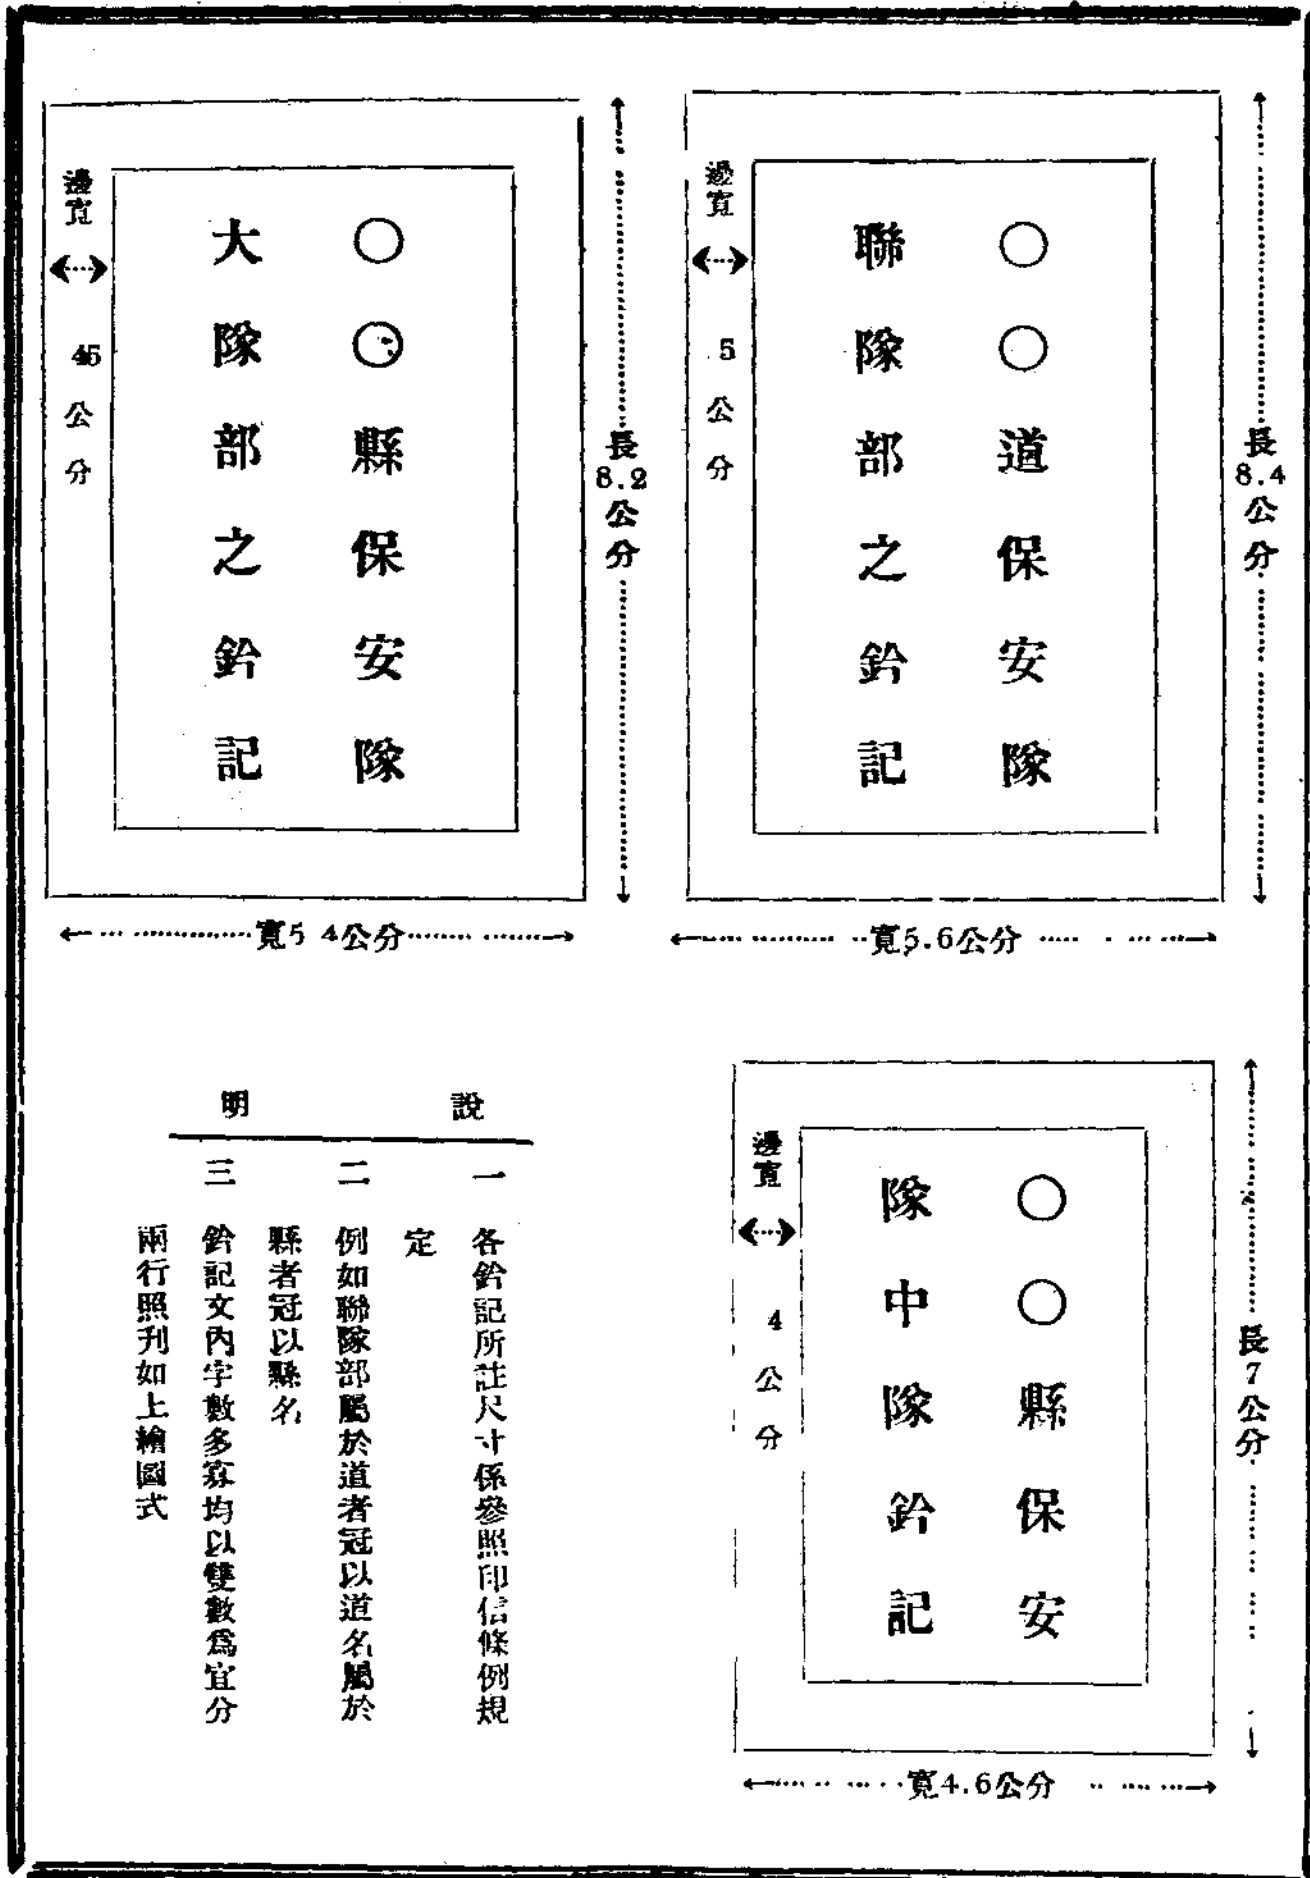 ○○道保安隊
聯隊部之鈐記
邊寬
5
公分
長8.4公分
寬5.6公分
○○縣保安隊
大隊部之鈐記
邊寬
45
公分
長8.2公分
寬5 4公分
○○縣保安
隊中隊鈐記
邊寬
4
公分
長7公分
寬4.6公分
說明
一 各鈐記所註尺寸係參照印信條例規
定
二 例如聯隊部屬於道者冠以道名屬於
縣者冠以縣名
三 鈐記文內字數多寡均以雙數爲宜分
兩行照刋如上繪圖式